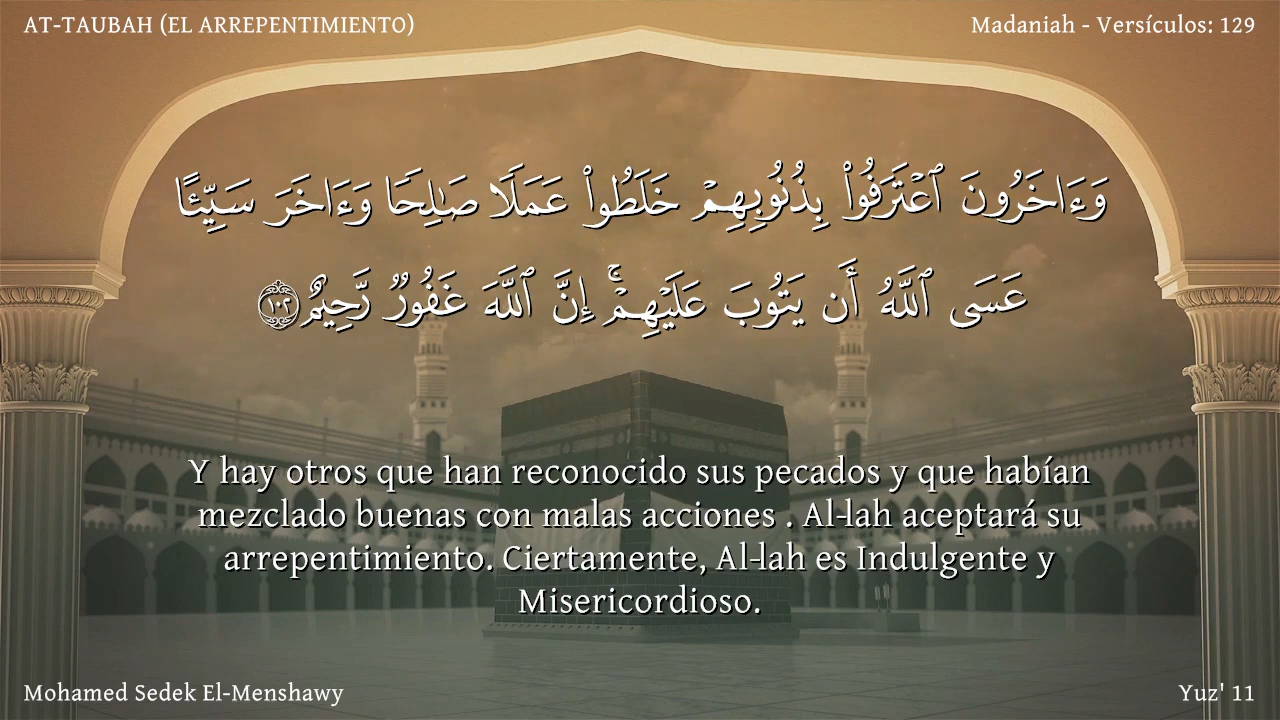 AT-TAUBAH (EL ARREPENTIMIENTO)
Madaniah - Versículos: 129
وَءَاخَرُونَ ٱعْتَرَفُوا۟ بِذُنُوبِهِمْ خَلَطُوا۟ عَمَلًا صَـٰلِحًا وَءَاخَرَ سَيِّئًا
عَسَى ٱللَّهُ أَن يَتُوبَ عَلَيْهِمْ ۚ إِنَّ ٱللَّهَ غَفُورٌ رَّحِيمٌ ١٠٢
Y hay otros que han reconocido sus pecados y que habían
mezclado buenas con malas acciones . Al-lah aceptará su
arrepentimiento. Ciertamente, Al-lah es Indulgente y
Misericordioso.
Mohamed Sedek El-Menshawy
Yuz' 11